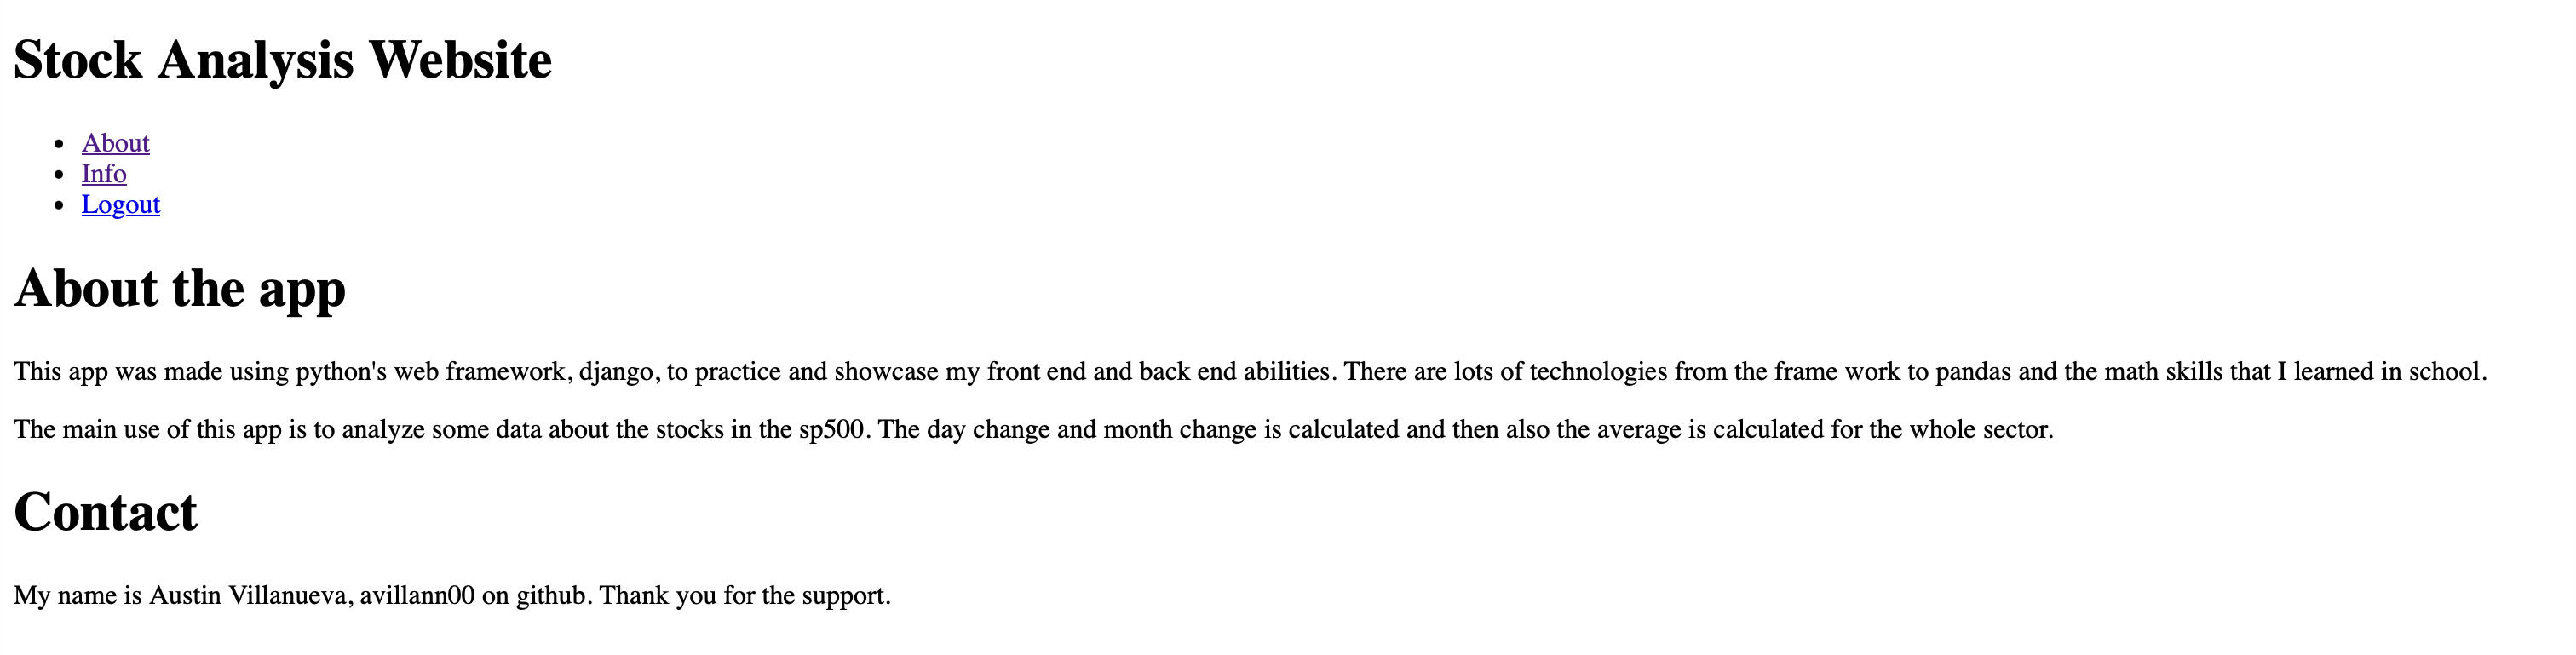 Stock Analysis Website
About
Info
Logout
About the app
This app was made using python's web framework, django, to practice and showcase my front end and back end abilities. There are lots of technologies from the frame work to pandas and the math skills that I learned in school.
The main use of this app is to analyze some data about the stocks in the sp500. The day change and month change is calculated and then also the average is calculated for the whole sector.
Contact
My name is Austin Villanueva, avillann00 on github. Thank you for the support.